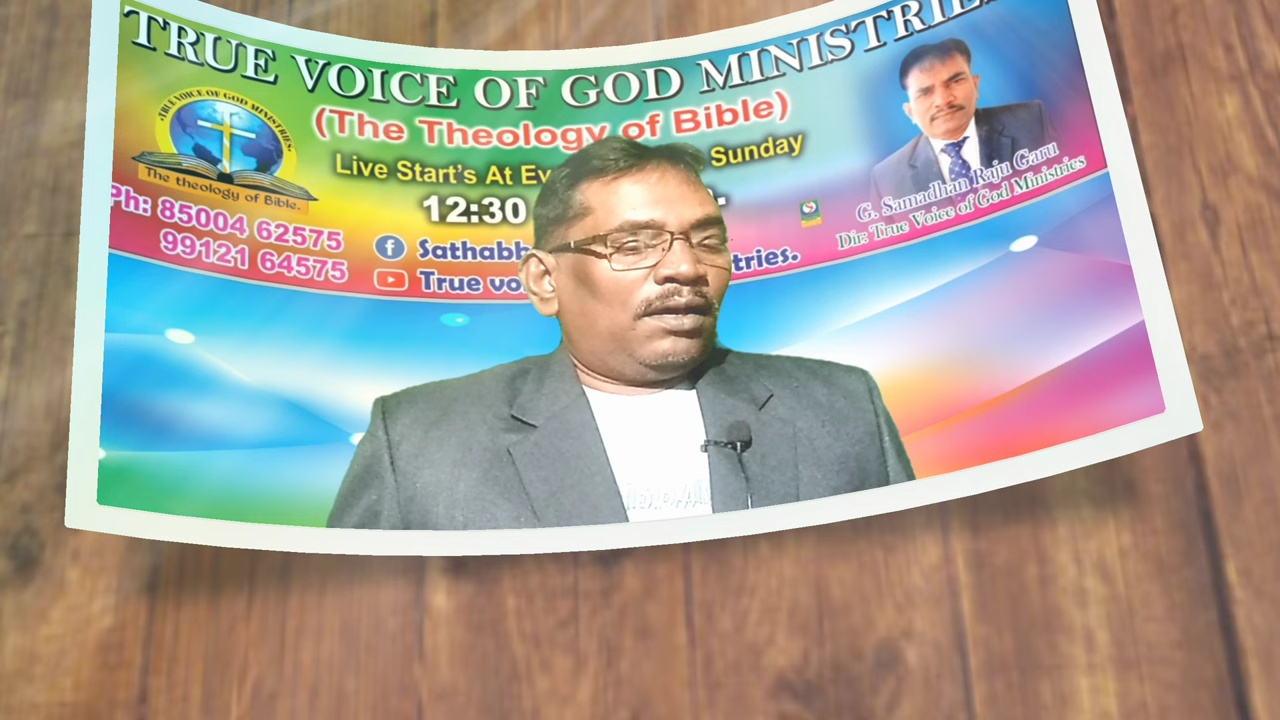 TRUE VOICE OF GOD MINISTRIE
(The Theology of Bible)
Live Start's At Ev Sunday
12:30
TRUE VOICE OF GOD MINISTRIES
The theology of Bible.
Ph: 85004 62575
99121 64575
Sathabh tries.
True vo
G. Samadhan Raju Garu
Dir: True Voice of God Ministries